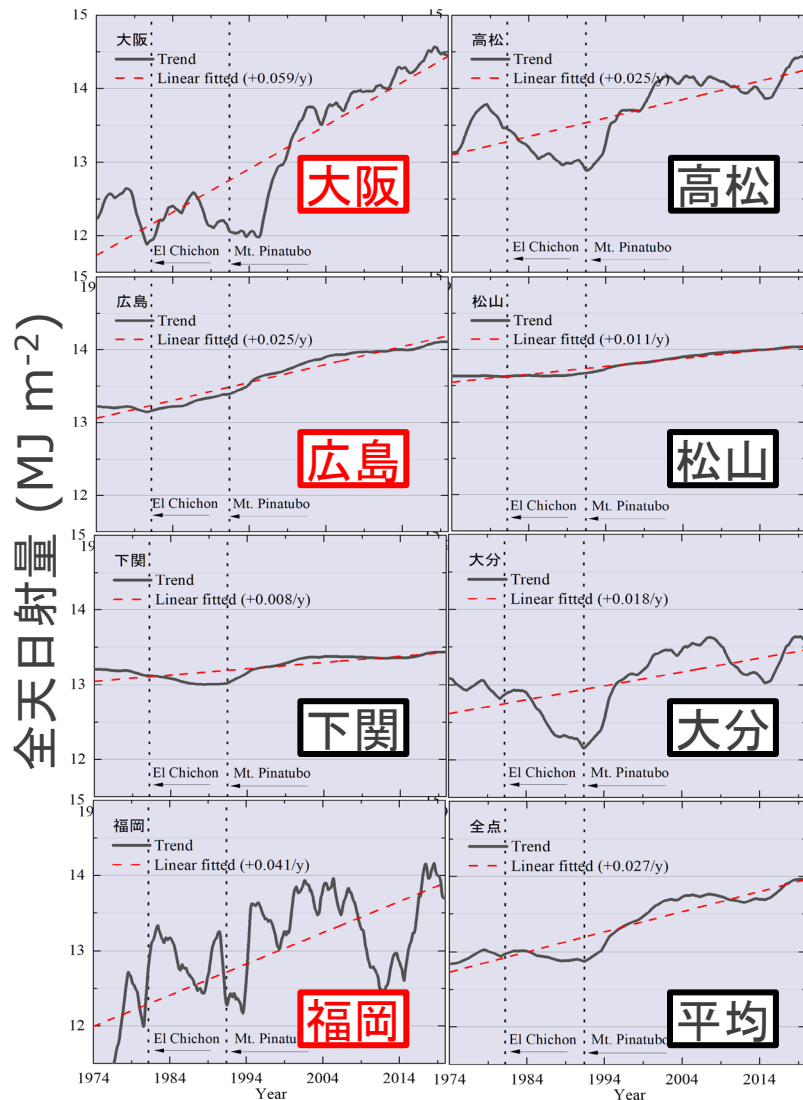 全天日射量 (MJ m-2)
15
14
13
12
15
大阪
Trend
Linear fitted (+0.059/y)
大阪
El Chichon
Mt. Pinatubo
高松
Trend
Linear fitted (+0.025/y)
高松
El Chichon
Mt. Pinatubo
15
14
13
12
広島
Trend
Linear fitted (+0.025/y)
広島
El Chichon
Mt. Pinatubo
松山
Trend
Linear fitted (+0.011/y)
松山
El Chichon
Mt. Pinatubo
15
14
13
12
下関
Trend
Linear fitted (+0.008/y)
下関
El Chichon
Mt. Pinatubo
大分
Trend
Linear fitted (+0.018/y)
大分
El Chichon
Mt. Pinatubo
15
14
13
12
福岡
Trend
Linear fitted (+0.041/y)
福岡
El Chichon
Mt. Pinatubo
全点
Trend
Linear fitted (+0.027/y)
平均
El Chichon
Mt. Pinatubo
1974 1984 1994 2004 2014
Year
1974 1984 1994 2004 2014
Year